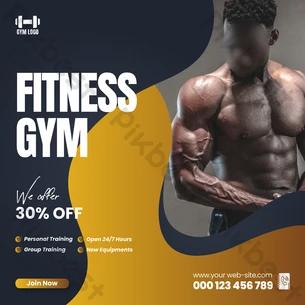 GYM LOGO
FITNESS
GYM
We offer
30% OFF
Personal Training
Open 24/7 Hours
Group Training
New Equipments
Join Now
www.your web-site.com
000 123 456 789